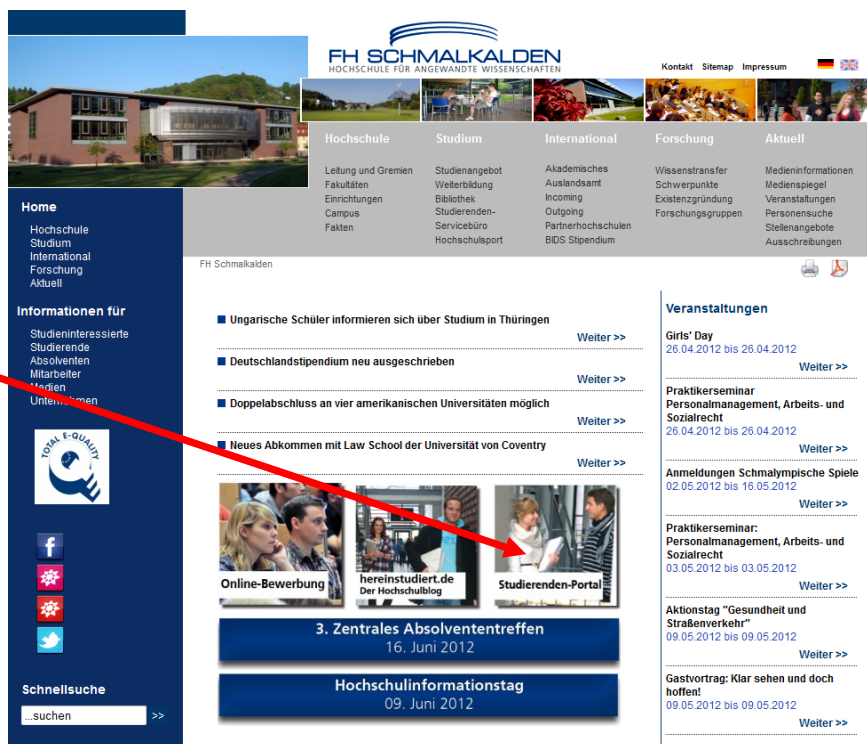 FH SCHMALKALDEN
HOCHSCHULE FÜR ANGEWANDTE WISSENSCHAFTEN
Kontakt Sitemap Impressum
Hochschule
Leitung und Gremien
Fakultäten
Einrichtungen
Campus
Fakten
Studium
Studienangebot
Weiterbildung
Bibliothek
Studierenden-
Servicebüro
Hochschulsport
International
Akademisches
Auslandsamt
Incoming
Outgoing
Partnerhochschulen
BIDS Stipendium
Forschung
Wissenstransfer
Schwerpunkte
Existenzgründung
Forschungsgruppen
Aktuell
Medieninformationen
Medienspiegel
Veranstaltungen
Personensuche
Stellenangebote
Ausschreibungen
Home
Hochschule
Studium
International
Forschung
Aktuell
Informationen für
Studieninteressierte
Studierende
Absolventen
Mitarbeiter
Medien
Unternehmen
TOTAL E-QUALITY
Schnellsuche
...suchen >>
FH Schmalkalden
Ungarische Schüler informieren sich über Studium in Thüringen
Weiter >>
Deutschlandstipendium neu ausgeschrieben
Weiter >>
Doppelabschluss an vier amerikanischen Universitäten möglich
Weiter >>
Neues Abkommen mit Law School der Universität von Coventry
Weiter >>
Online-Bewerbung
hereinstudiert.de
Der Hochschulblog
Studierenden-Portal
3. Zentrales Absolvententreffen
16. Juni 2012
Hochschulinformationstag
09. Juni 2012
Veranstaltungen
Girls' Day
26.04.2012 bis 26.04.2012
Weiter >>
Praktikerseminar
Personalmanagement, Arbeits- und
Sozialrecht
26.04.2012 bis 26.04.2012
Weiter >>
Anmeldungen Schmalympische Spiele
02.05.2012 bis 16.05.2012
Weiter >>
Praktikerseminar:
Personalmanagement, Arbeits- und
Sozialrecht
03.05.2012 bis 03.05.2012
Weiter >>
Aktionstag "Gesundheit und
Straßenverkehr"
09.05.2012 bis 09.05.2012
Weiter >>
Gastvortrag: Klar sehen und doch
hoffen!
09.05.2012 bis 09.05.2012
Weiter >>